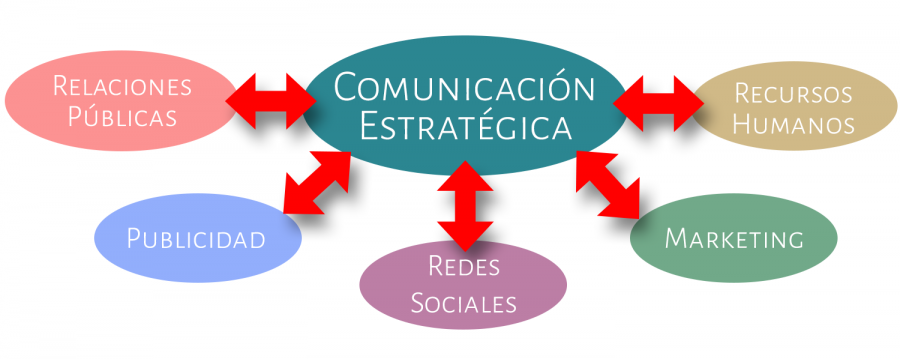 Relaciones
Públicas
Comunicación
Estratégica
Recursos
Humanos
Publicidad
Redes
Sociales
Marketing